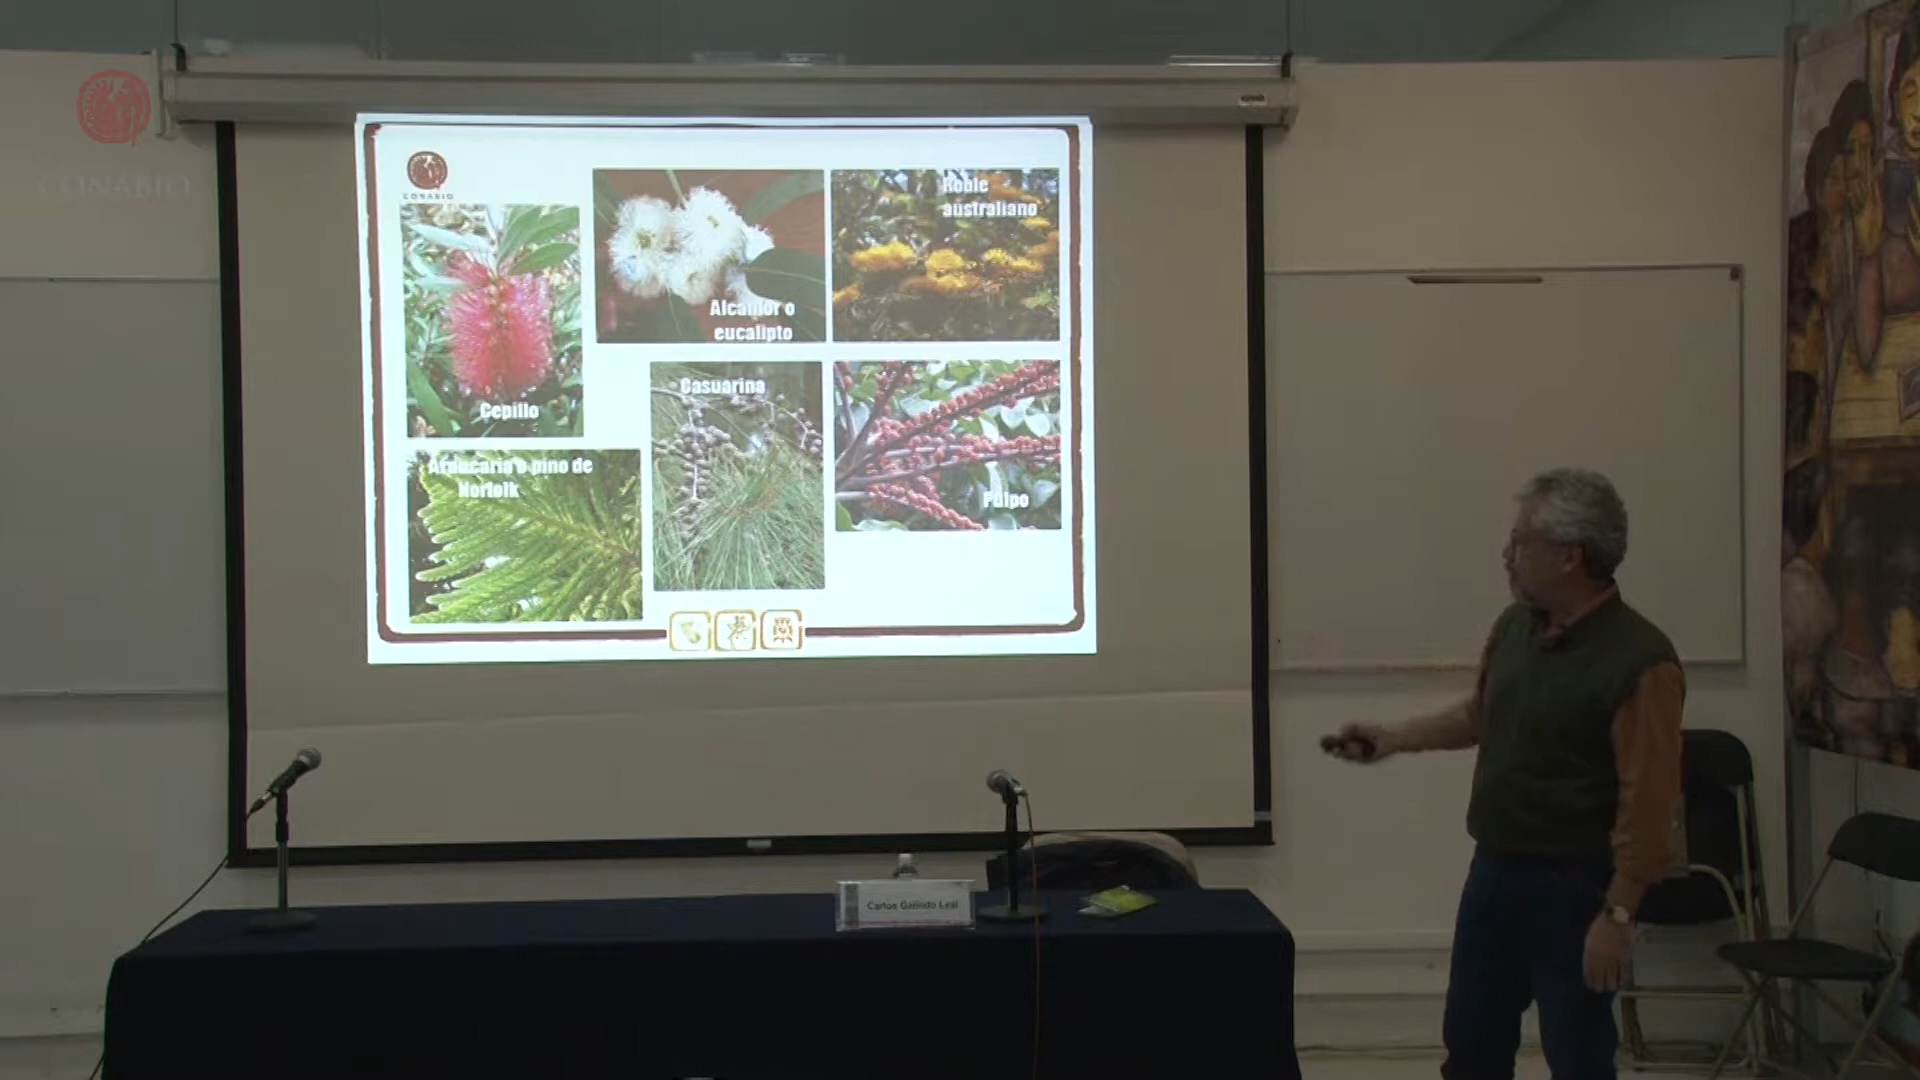 CONABIO
CONABIO
Cepillo
Alcanfor o
eucalipto
Roble
australiano
Araucaria o pino de
Norfolk
Casuarina
Pulpo
Carlos Galindo Leal